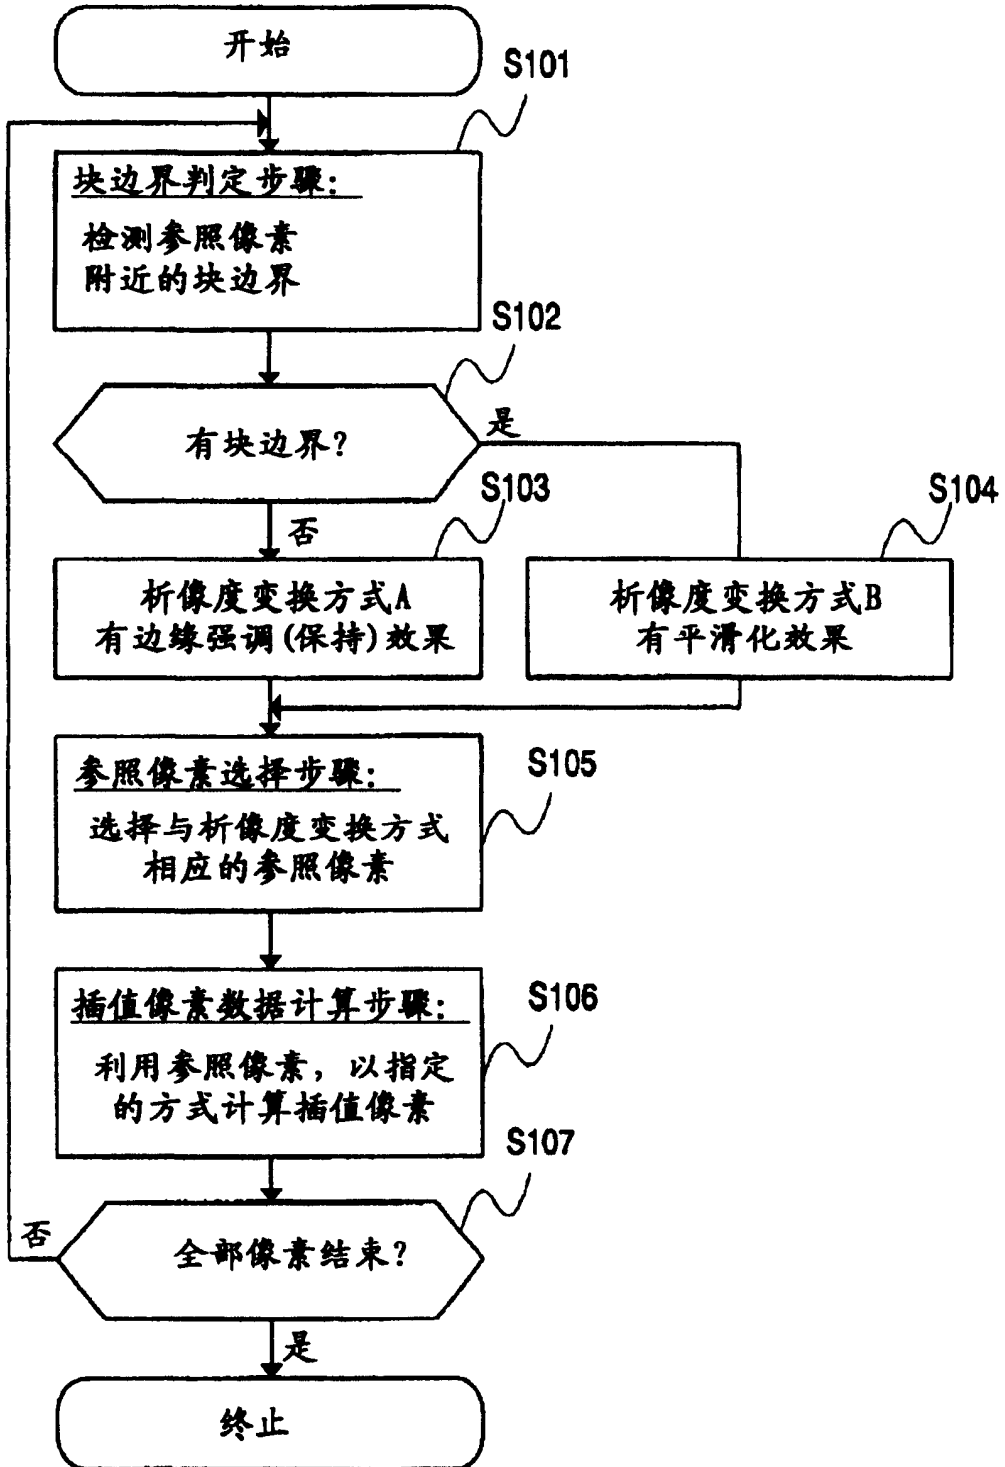 开始
S101
块边界判定步骤:
检测参照像素
附近的块边界
S102
有块边界?
是
S103
否
S104
析像度变换方式A
有边缘强调(保持)效果
析像度变换方式B
有平滑化效果
参照像素选择步骤:
S105
选择与析像度变换方式
相应的参照像素
插值像素数据计算步骤:
S106
利用参照像素，以指定
的方式计算插值像素
S107
否
全部像素结束?
是
终止